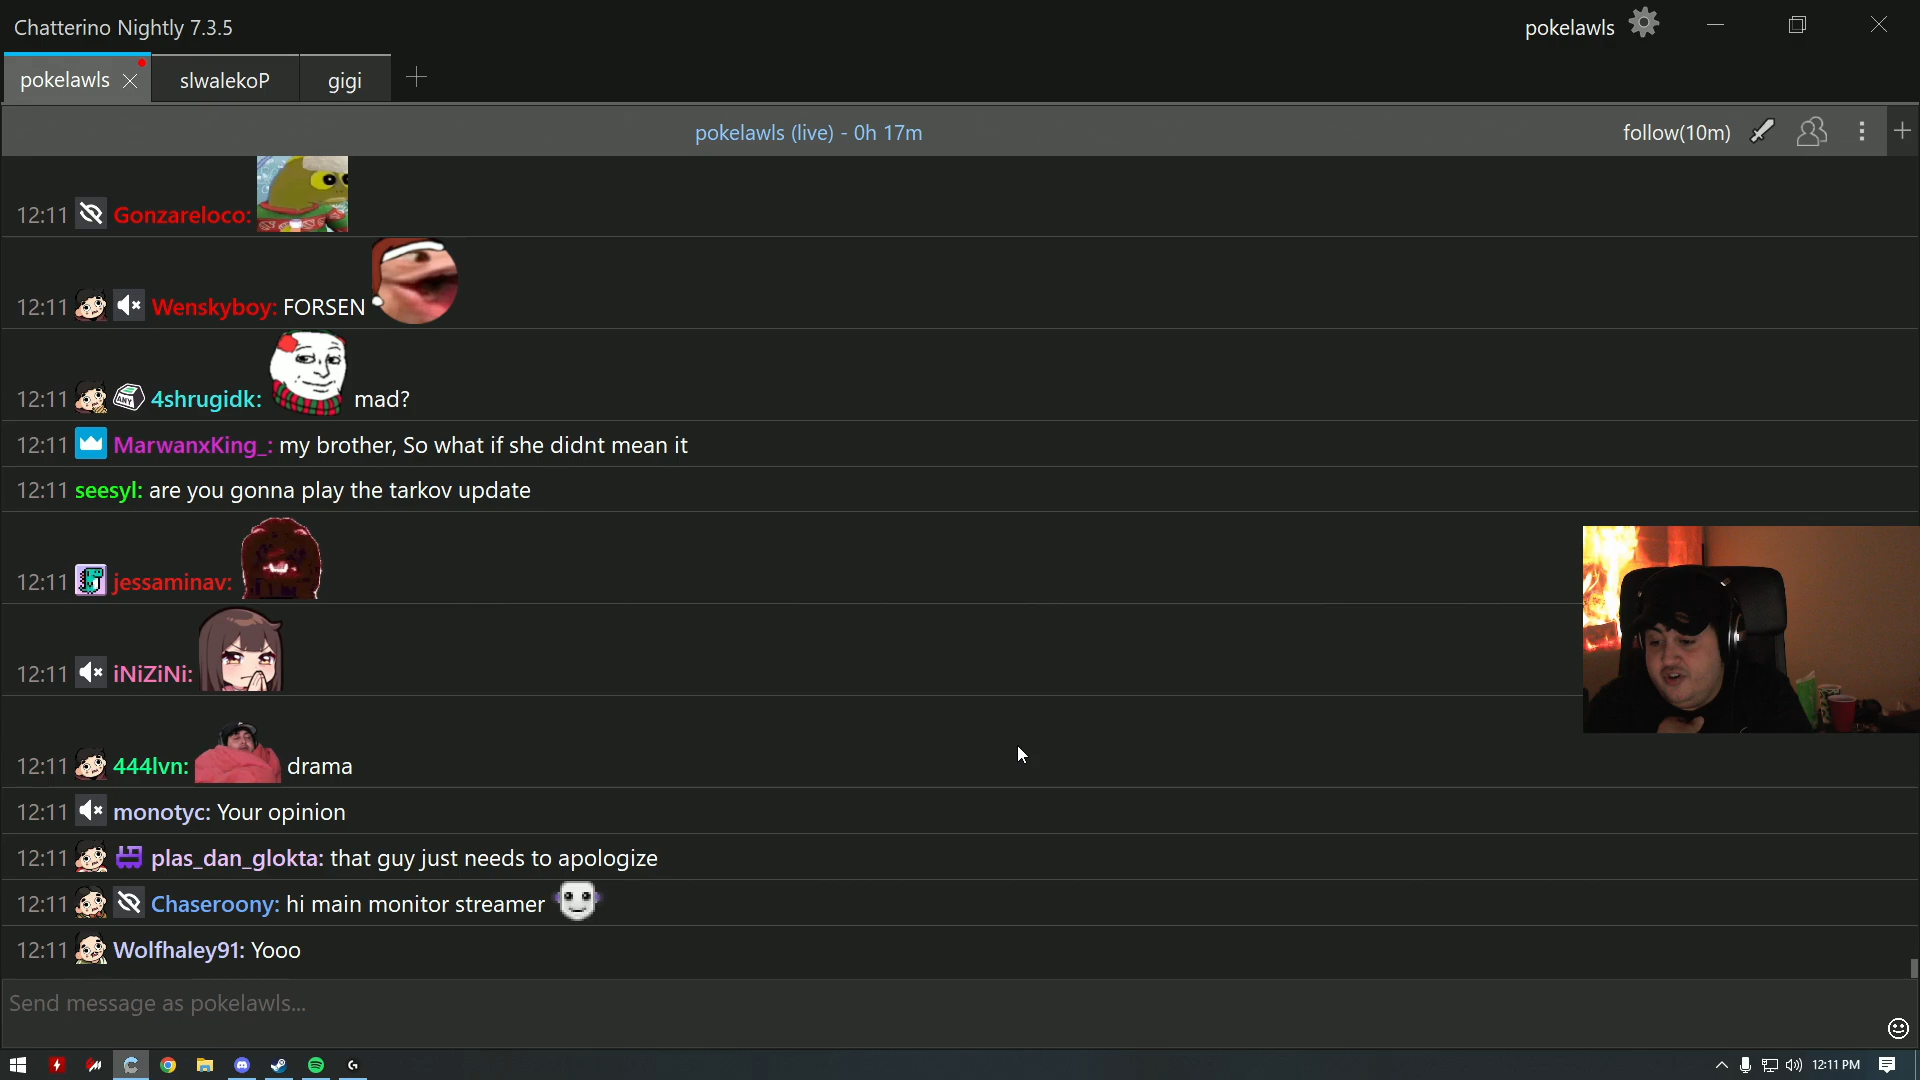 Chatterino Nightly 7.3.5
pokelawls
pokelawls
slwalekoP
gigi
pokelawls (live) - 0h 17m
follow(10m)
12:11 Gonzareloco:
12:11 Wenskyboy: FORSEN
12:11 ANY 4shrugidk: mad?
12:11 MarwanxKing_: my brother, So what if she didnt mean it
12:11 seesyl: are you gonna play the tarkov update
12:11 jessaminav:
12:11 iNiZiNi:
12:11 444lvn: drama
12:11 monotyc: Your opinion
12:11 plas_dan_glokta: that guy just needs to apologize
12:11 Chaseroony: hi main monitor streamer
12:11 Wolfhaley91: Yooo
Send message as pokelawls...
12:11 PM